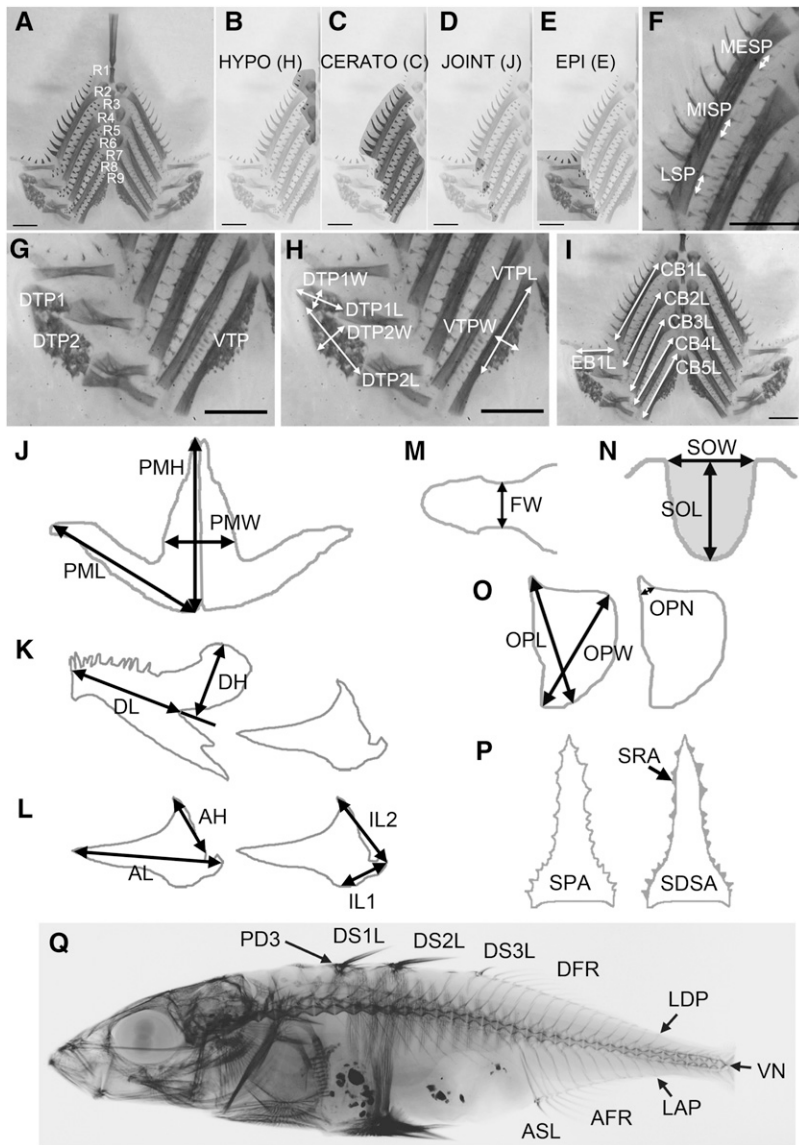 A
B
C
D
E
F
HYPO (H)
CERATO (C)
JOINT (J)
EPI (E)
R1
R2
R3
R4
R5
R6
R7
R8
R9
MESP
MISP
LSP
G
DTP1
DTP2
VTP
H
DTP1W
DTP1L
DTP2W
DTP2L
VTPL
VTPW
I
CB1L
CB2L
CB3L
CB4L
CB5L
EB1L
J
PMH
PMW
PML
M
FW
N
SOW
SOL
O
OPL
OPW
OPN
K
DH
DL
L
AH
AL
IL2
IL1
P
SRA
SPA
SDSA
Q
PD3
DS1L
DS2L
DS3L
DFR
LDP
VN
LAP
AFR
ASL